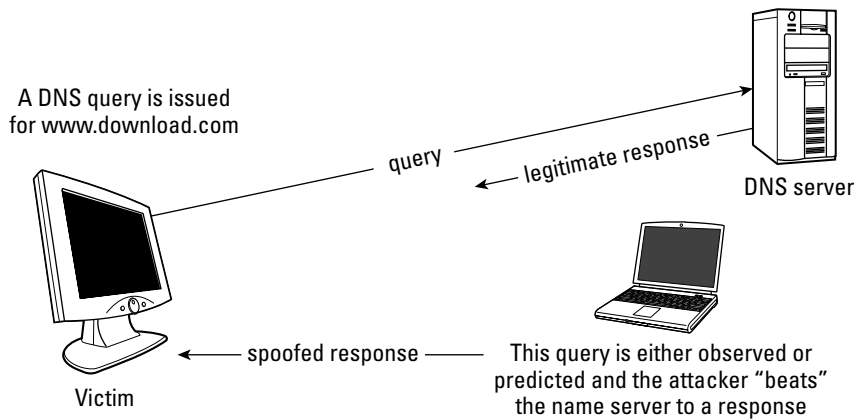 A DNS query is issued
for www.download.com
query
legitimate response
DNS server
spoofed response
This query is either observed or
predicted and the attacker “beats”
the name server to a response
Victim